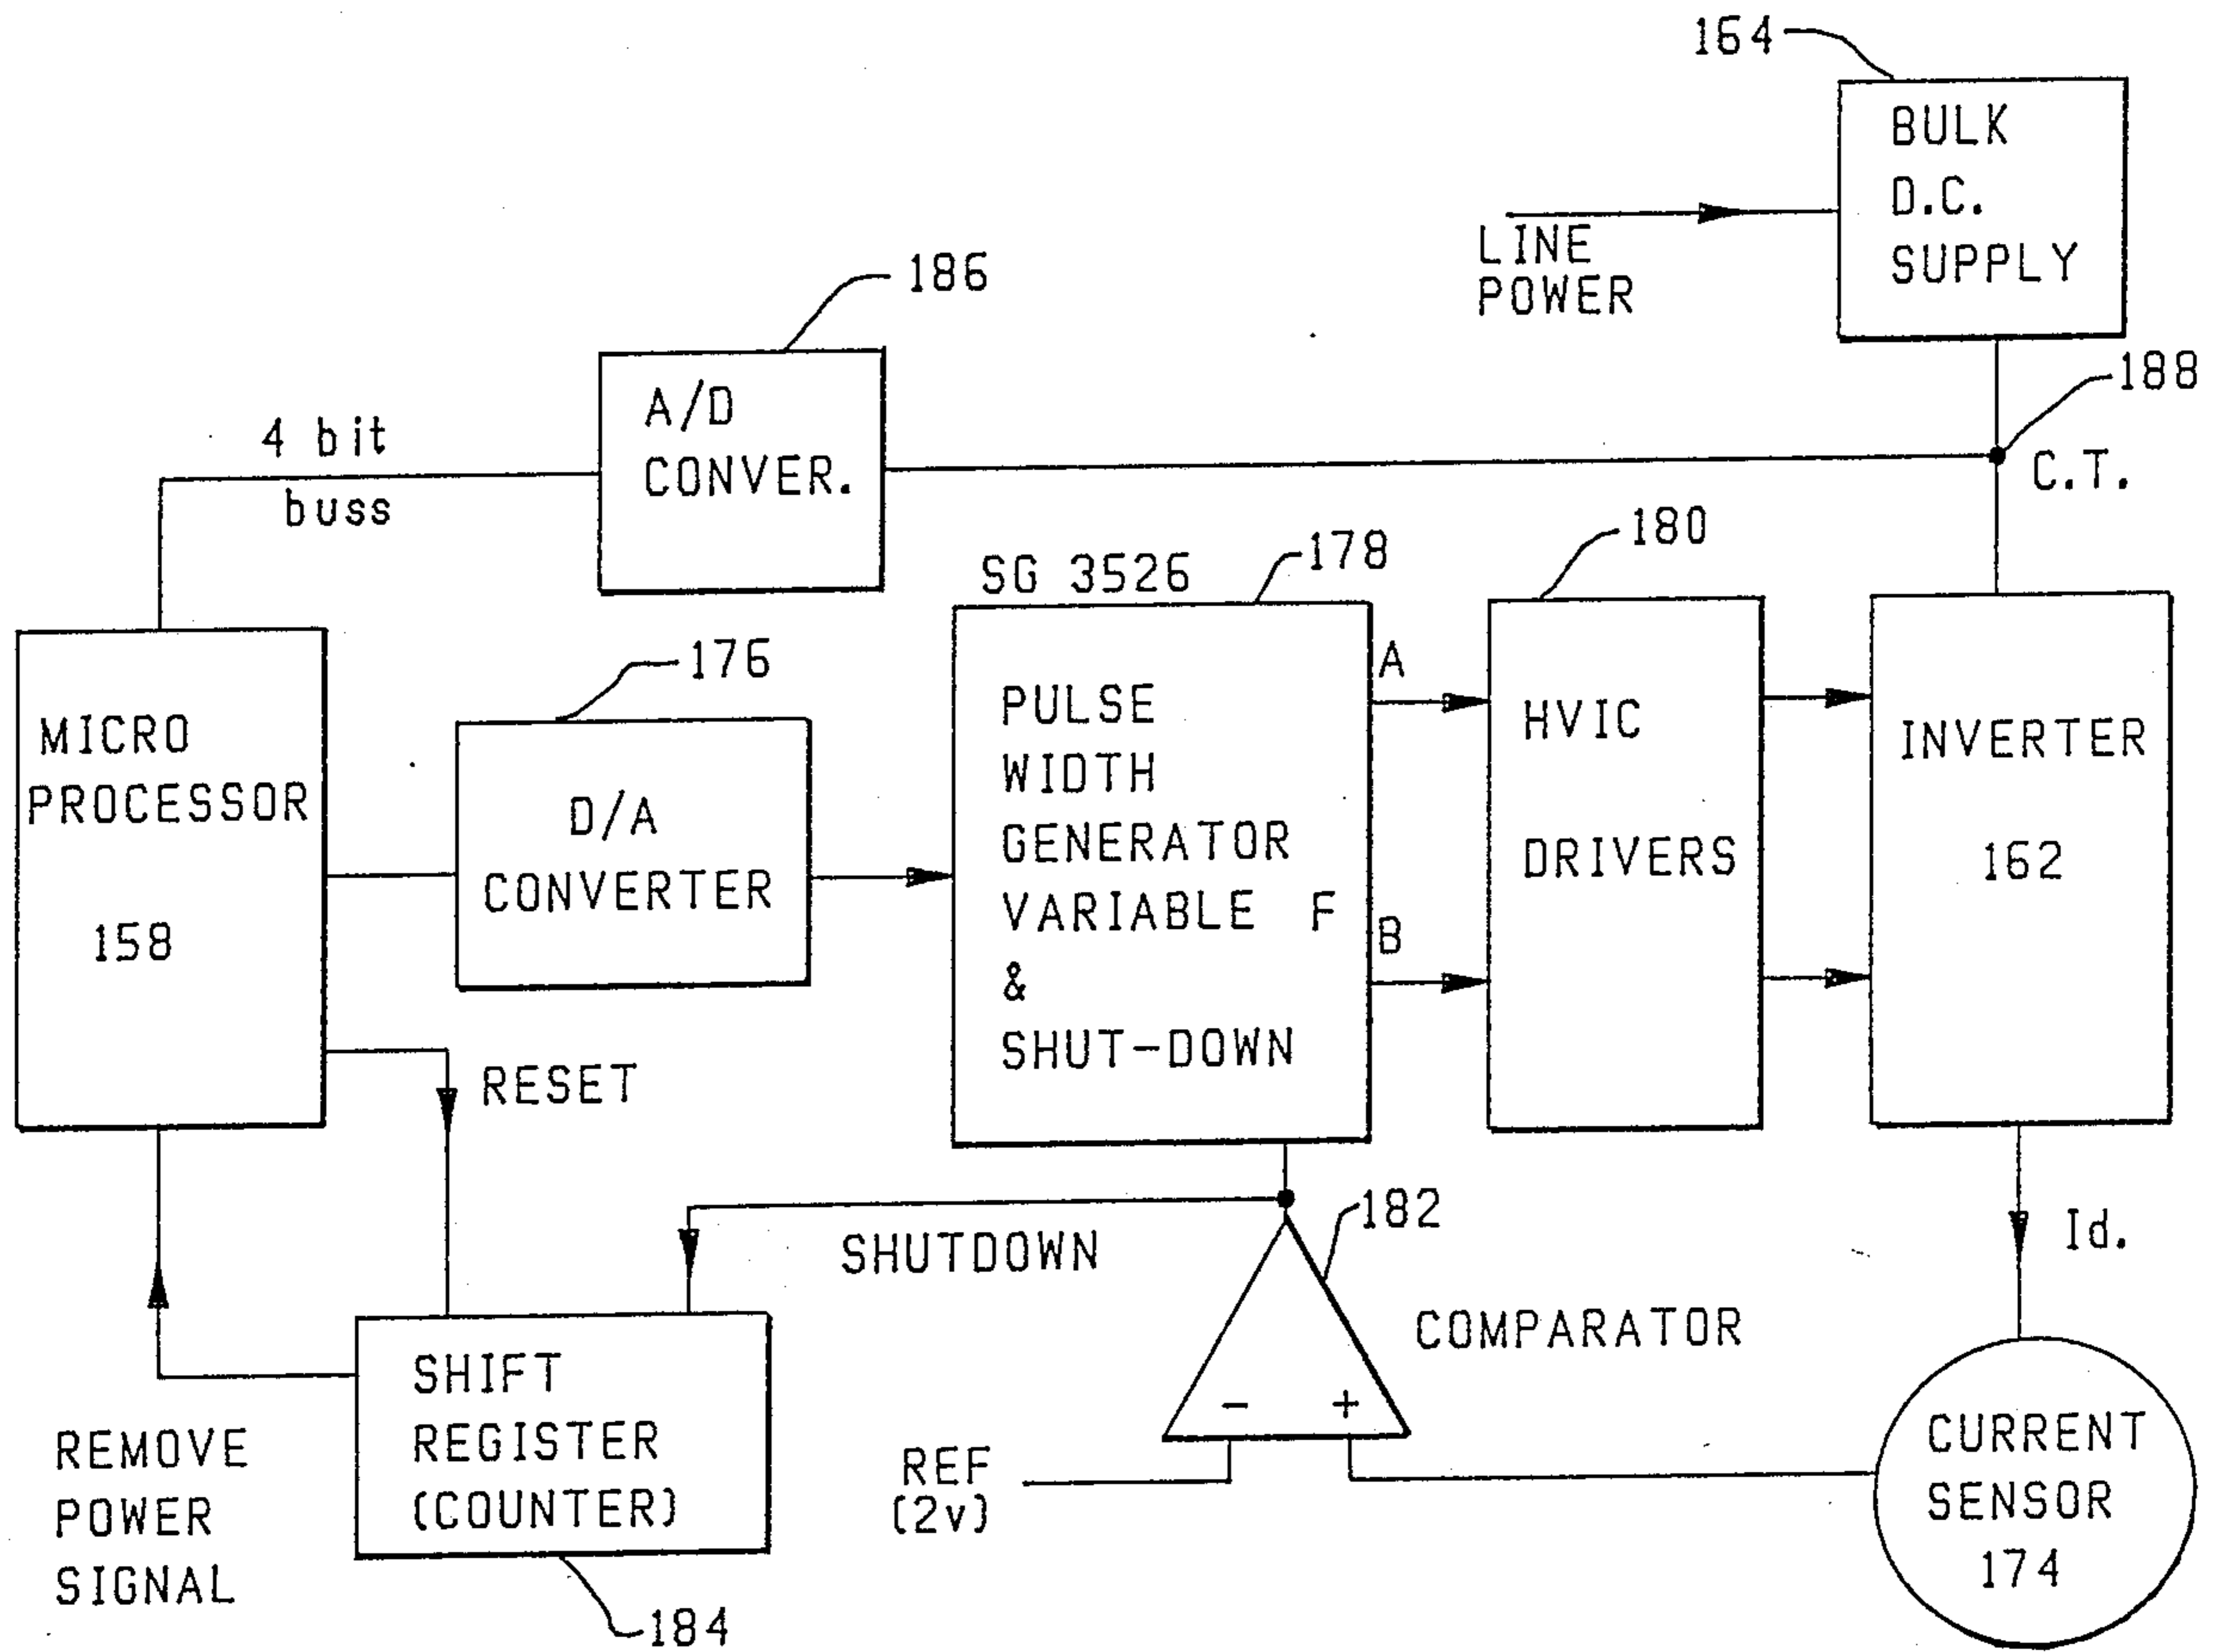 164
BULK
D.C.
SUPPLY
LINE
POWER
186
A/D
CONVER.
4 bit
buss
188
C.T.
SG 3526
178
180
176
MICRO
PROCESSOR
158
D/A
CONVERTER
PULSE
WIDTH
GENERATOR
VARIABLE F
&
SHUT-DOWN
A
B
HVIC
DRIVERS
INVERTER
162
RESET
SHUTDOWN
182
Id.
COMPARATOR
- +
REF
(2v)
SHIFT
REGISTER
(COUNTER)
184
REMOVE
POWER
SIGNAL
CURRENT
SENSOR
174